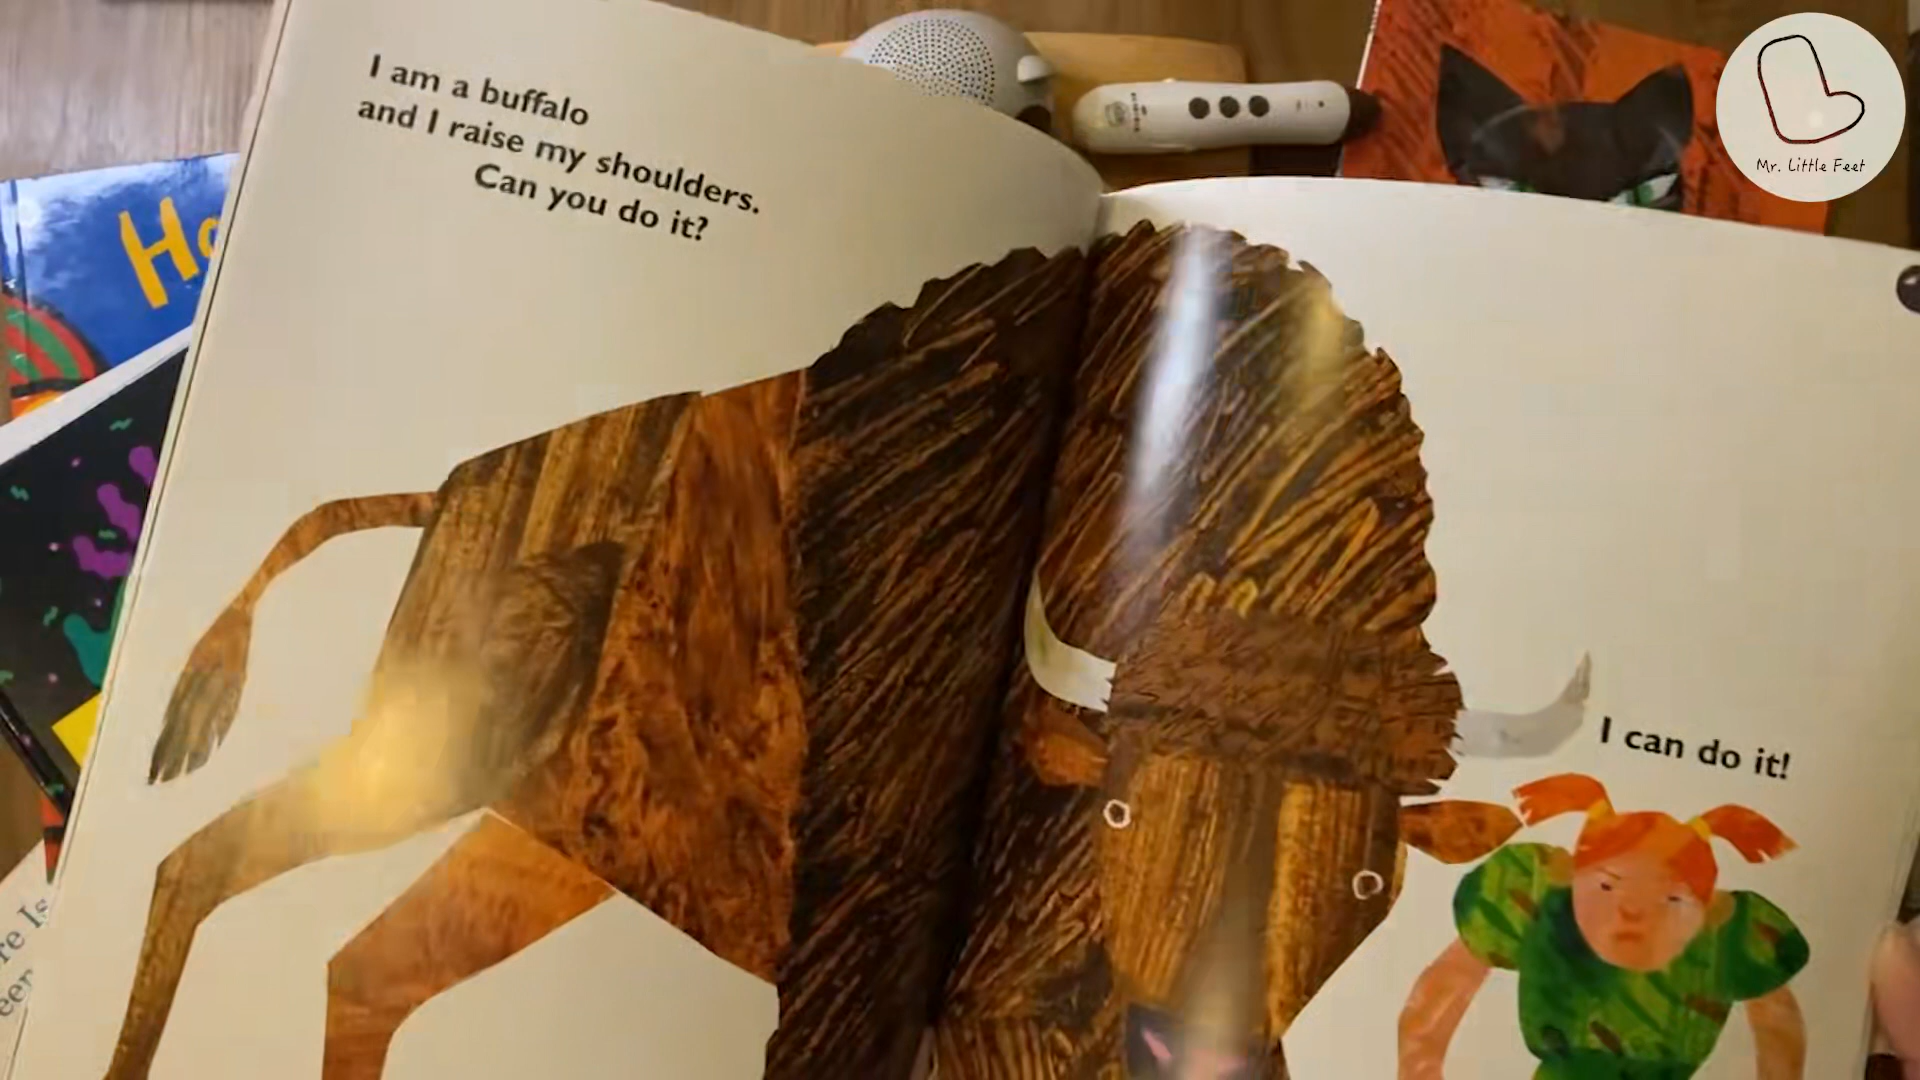 I am a buffalo
and I raise my shoulders.
Can you do it?
I can do it!
Mr. Little Feet